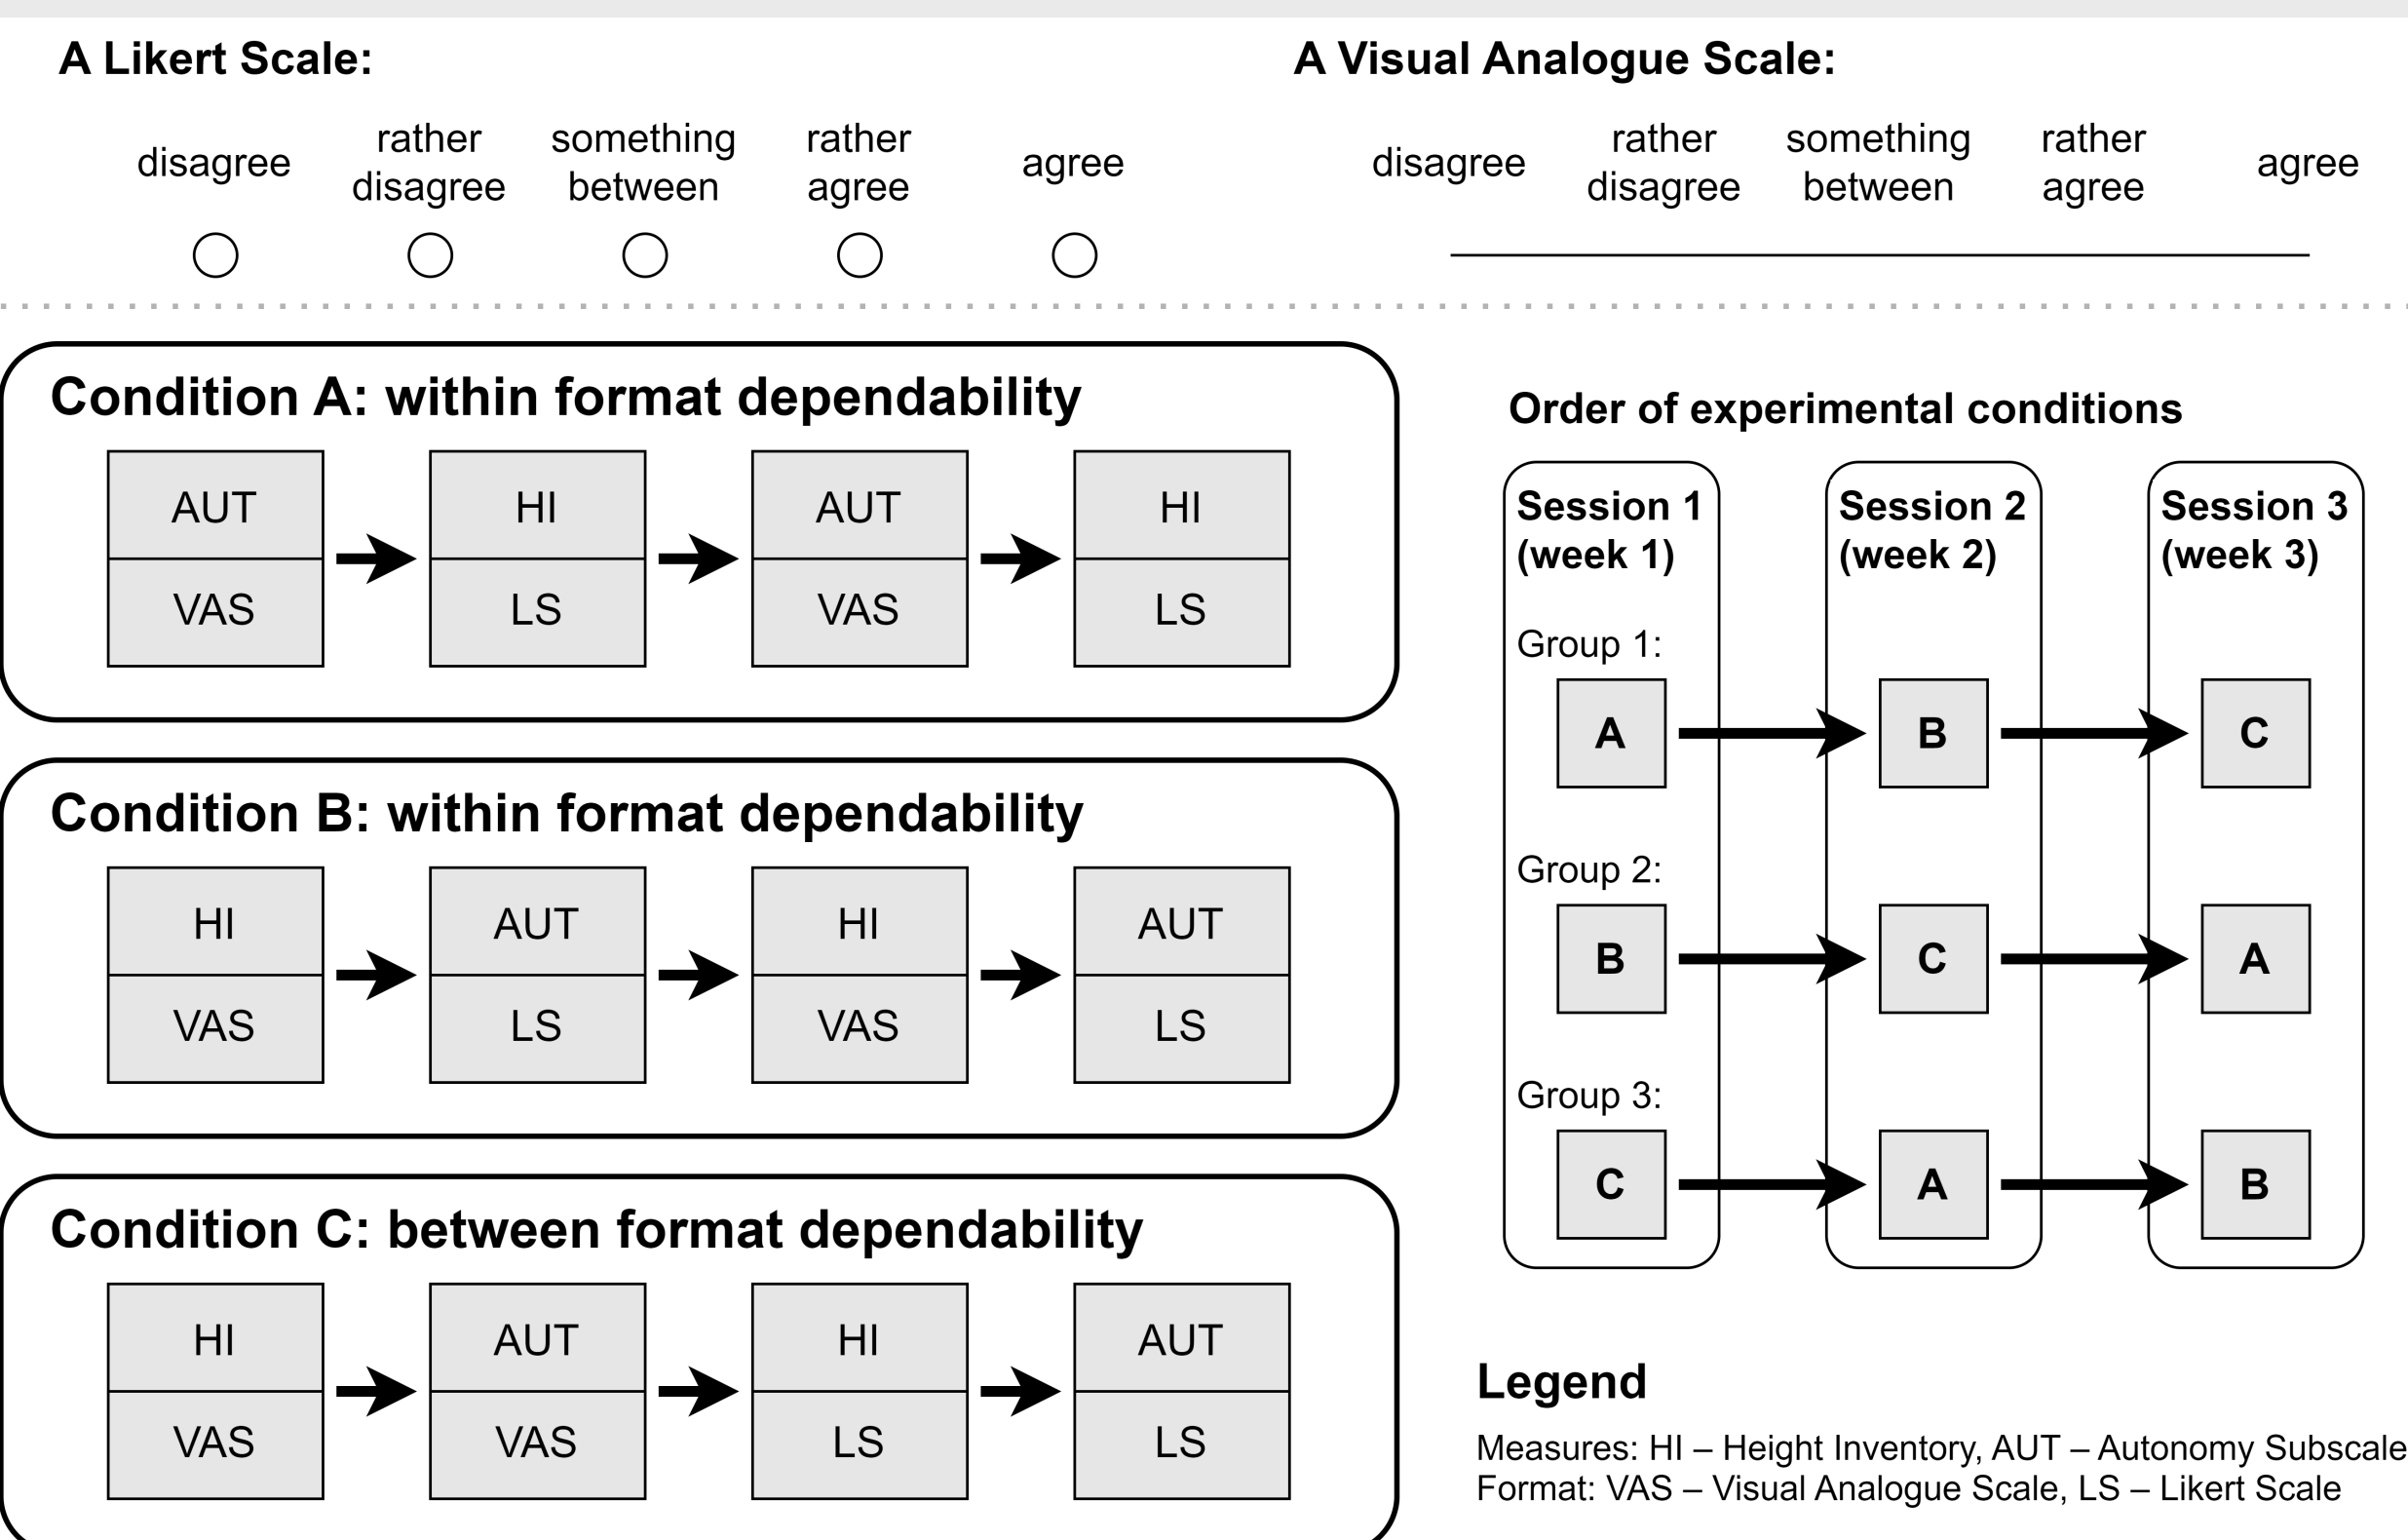 A Likert Scale:
disagree
rather
disagree
something
between
rather
agree
agree
A Visual Analogue Scale:
disagree
rather
disagree
something
between
rather
agree
agree
Condition A: within format dependability
AUT
VAS
HI
LS
AUT
VAS
HI
LS
Condition B: within format dependability
HI
VAS
AUT
LS
HI
VAS
AUT
LS
Condition C: between format dependability
HI
VAS
AUT
VAS
HI
LS
AUT
LS
Order of experimental conditions
Session 1
(week 1)
Session 2
(week 2)
Session 3
(week 3)
Group 1:
A
B
C
Group 2:
B
C
A
Group 3:
C
A
B
Legend
Measures: HI – Height Inventory, AUT – Autonomy Subscale
Format: VAS – Visual Analogue Scale, LS – Likert Scale